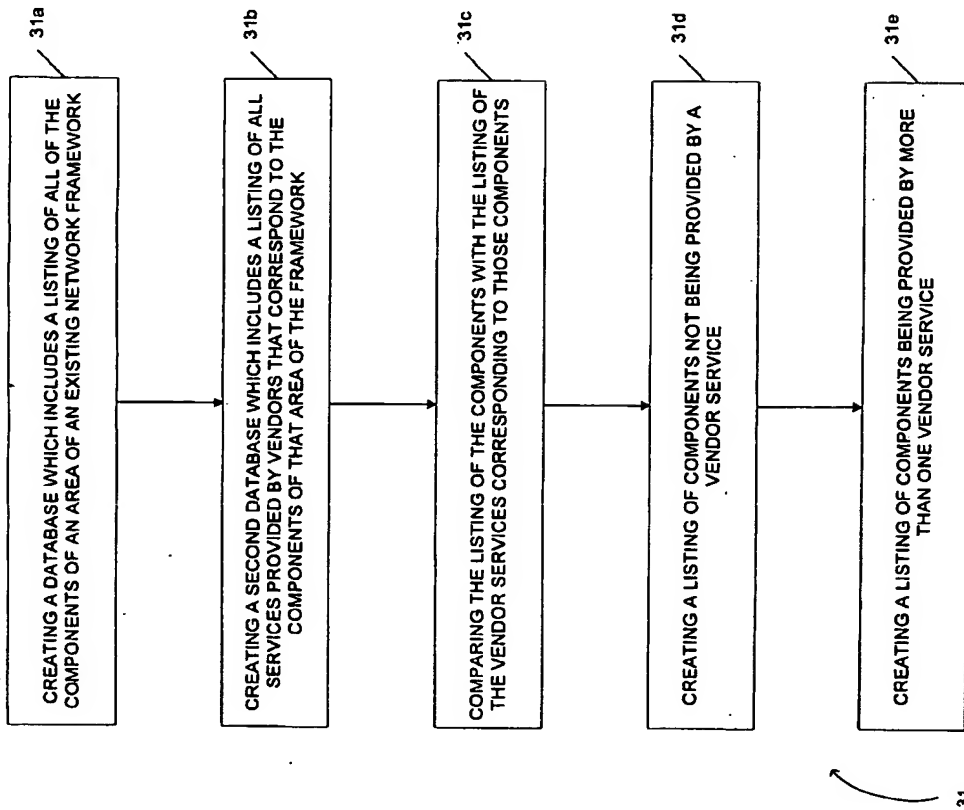 31a
CREATING A DATABASE WHICH INCLUDES A LISTING OF ALL OF THE
COMPONENTS OF AN AREA OF AN EXISTING NETWORK FRAMEWORK
31b
CREATING A SECOND DATABASE WHICH INCLUDES A LISTING OF ALL
SERVICES PROVIDED BY VENDORS THAT CORRESPOND TO THE
COMPONENTS OF THAT AREA OF THE FRAMEWORK
31c
COMPARING THE LISTING OF THE COMPONENTS WITH THE LISTING OF
THE VENDOR SERVICES CORRESPONDING TO THOSE COMPONENTS
31d
CREATING A LISTING OF COMPONENTS NOT BEING PROVIDED BY A
VENDOR SERVICE
31e
CREATING A LISTING OF COMPONENTS BEING PROVIDED BY MORE
THAN ONE VENDOR SERVICE
31